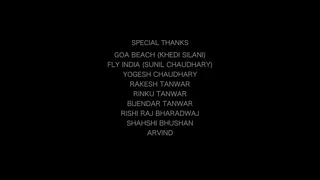 SPECIAL THANKS
GOA BEACH (KHEDI SILANI)
FLY INDIA (SUNIL CHAUDHARY)
YOGESH CHAUDHARY
RAKESH TANWAR
RINKU TANWAR
BIJENDAR TANWAR
RISHI RAJ BHARADWAJ
SHAHSHI BHUSHAN
ARVIND